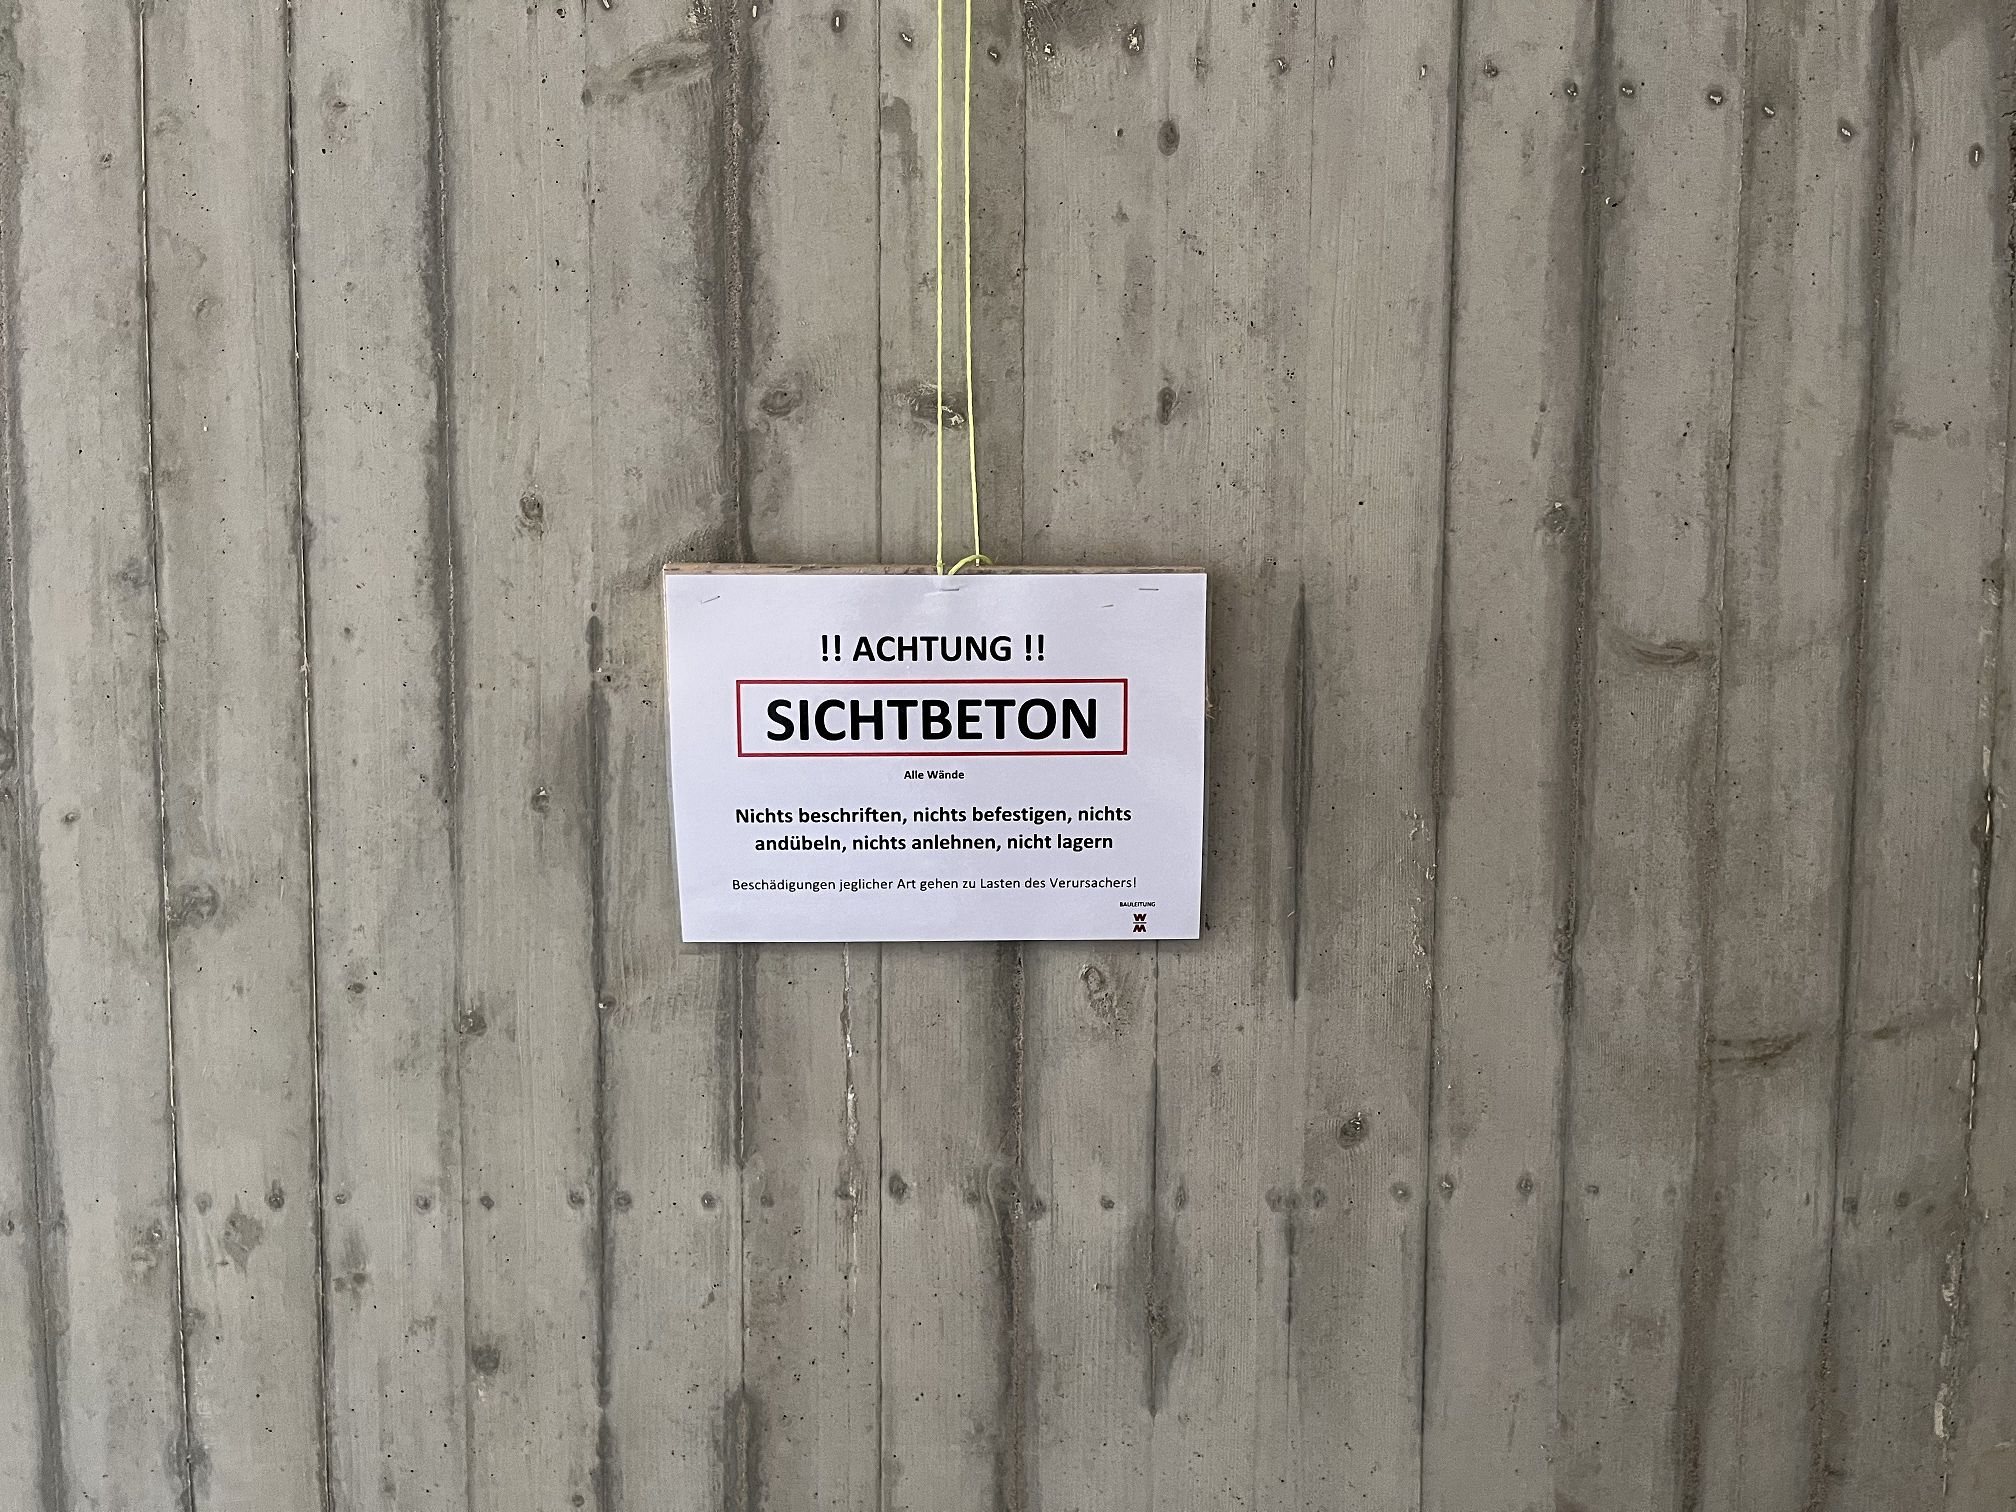 !! ACHTUNG !!
SICHTBETON
Alle Wände
Nichts beschriften, nichts befestigen, nichts
andübeln, nichts anlehnen, nicht lagern
Beschädigungen jeglicher Art gehen zu Lasten des Verursachers!
BAULEITUNG
W
M